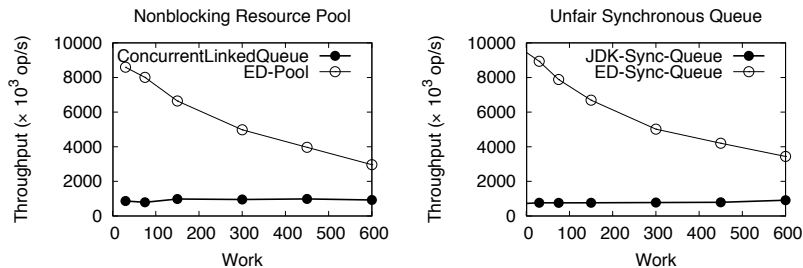 Nonblocking Resource Pool
Throughput (× 10³ op/s)
10000
8000
6000
4000
2000
0
ConcurrentLinkedQueue
ED-Pool
0 100 200 300 400 500 600
Work
Unfair Synchronous Queue
Throughput (× 10³ op/s)
10000
8000
6000
4000
2000
0
JDK-Sync-Queue
ED-Sync-Queue
0 100 200 300 400 500 600
Work